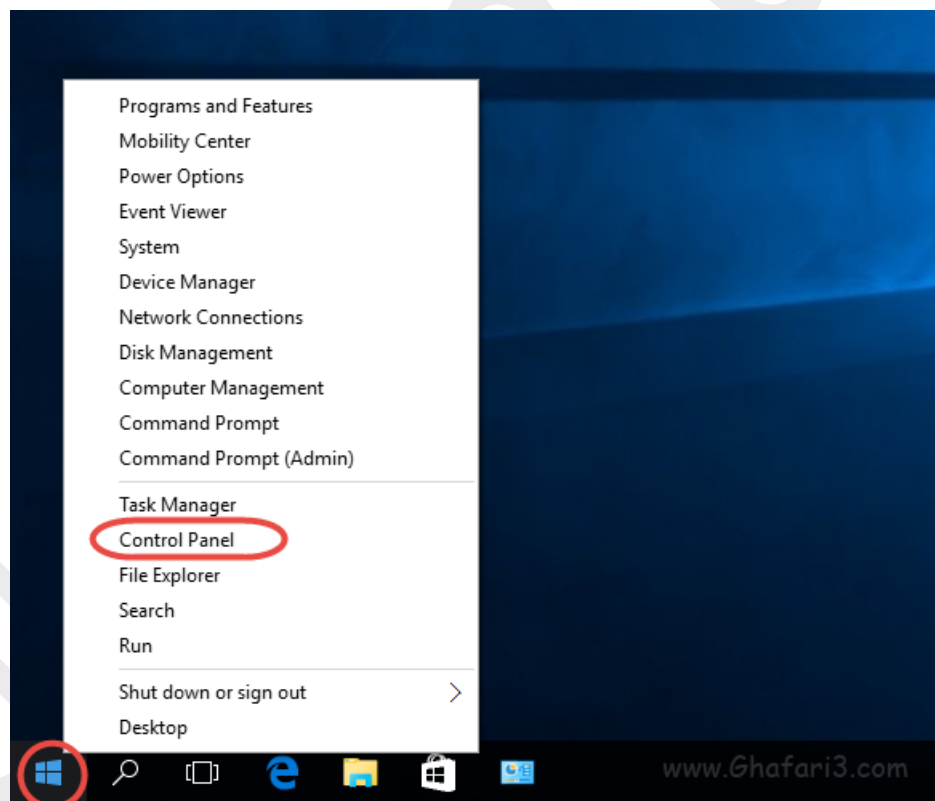 Programs and Features
Mobility Center
Power Options
Event Viewer
System
Device Manager
Network Connections
Disk Management
Computer Management
Command Prompt
Command Prompt (Admin)
Task Manager
Control Panel
File Explorer
Search
Run
Shut down or sign out
Desktop
www.Ghafari3.com